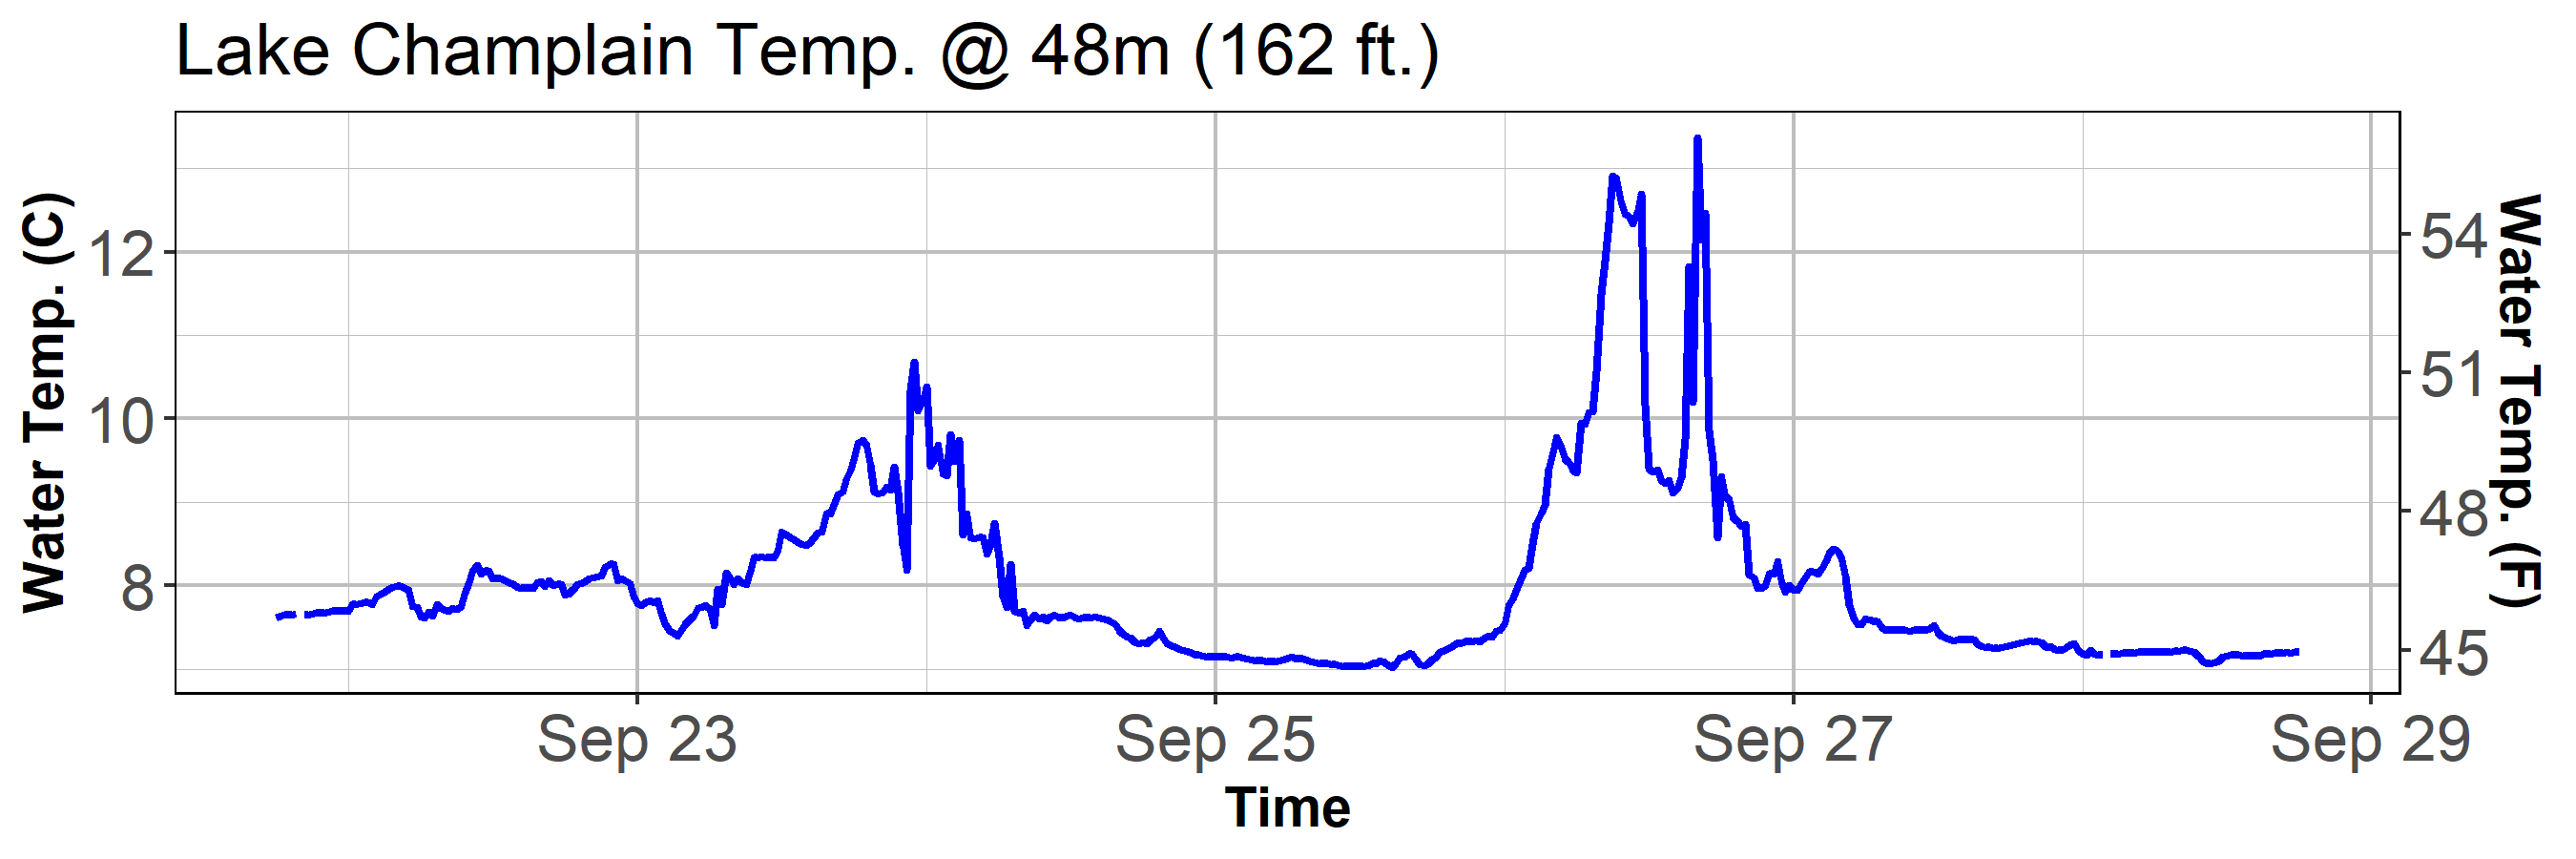 Lake Champlain Temp. @ 48m (162 ft.)
Water Temp. (C)
12
10
8
54
51
48
45
Water Temp. (F)
Sep 23 Sep 25 Sep 27 Sep 29
Time